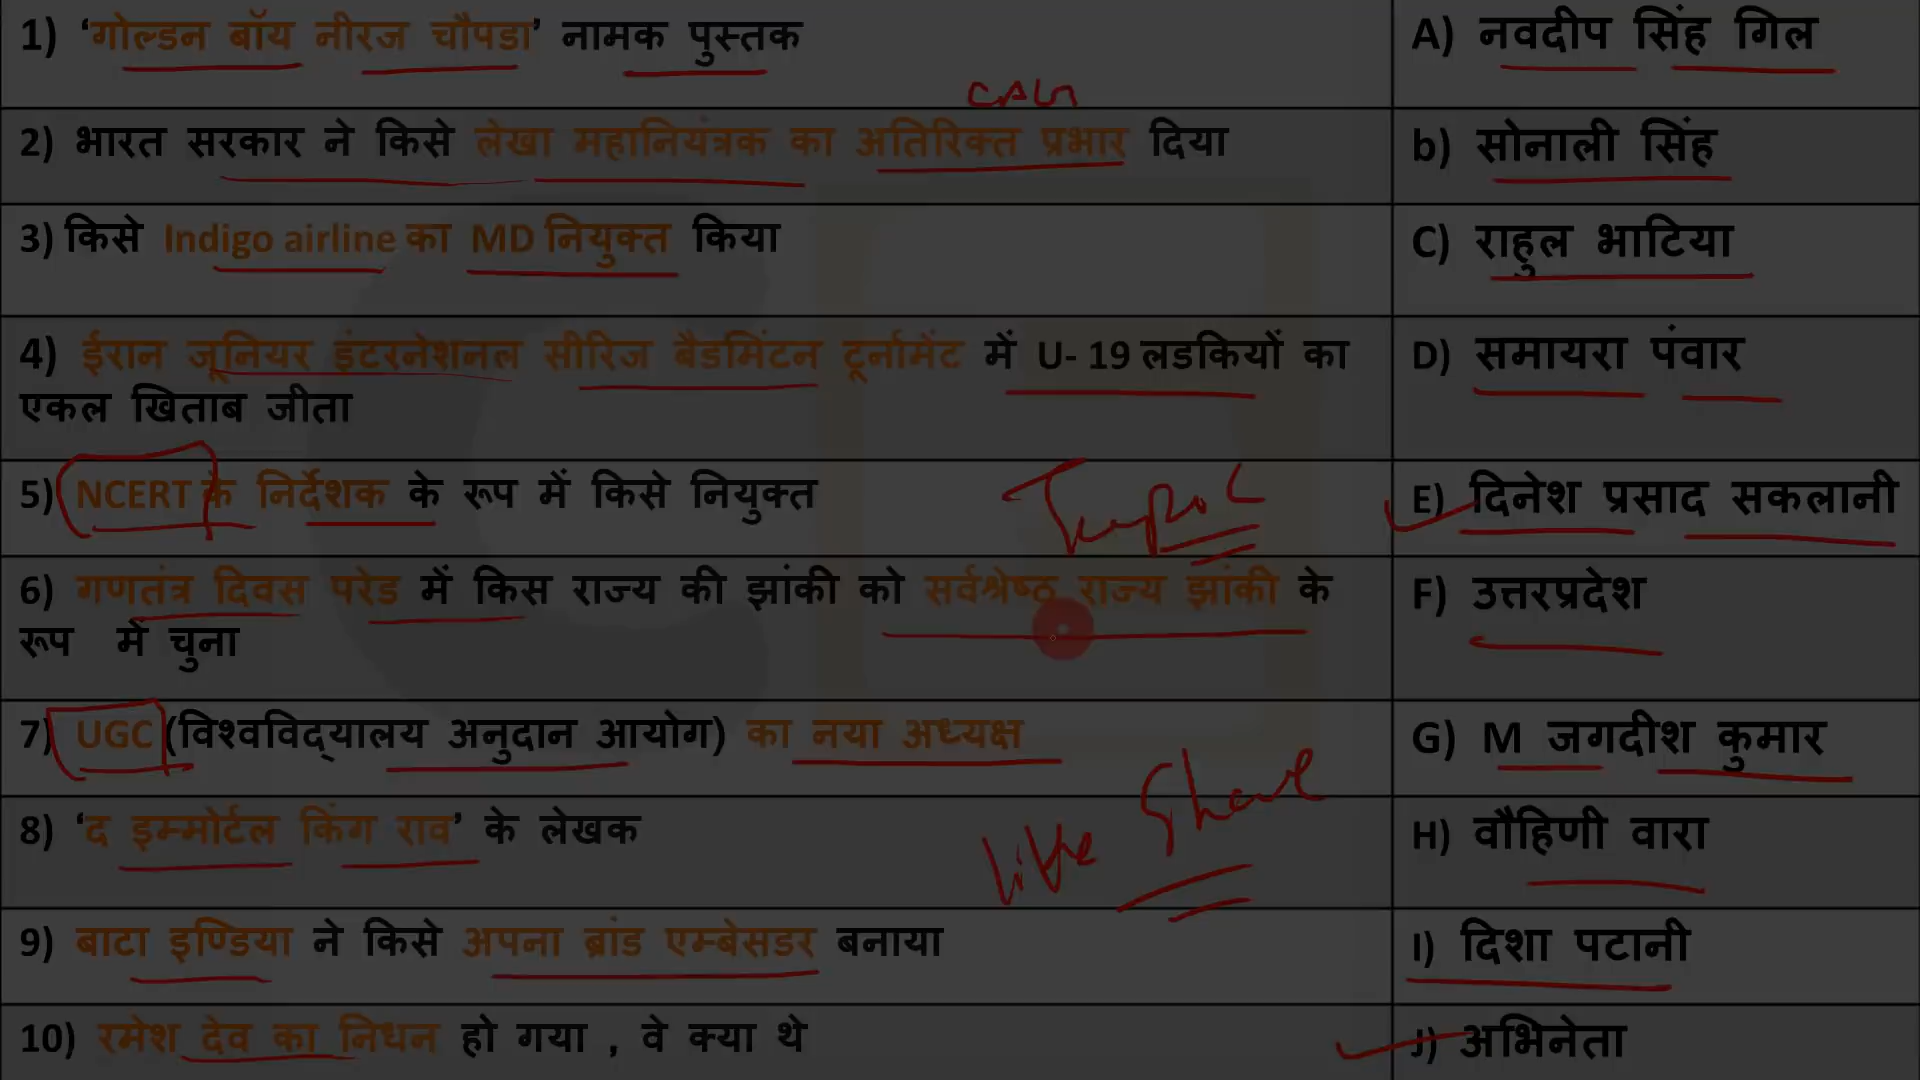 1) ‘गोल्डन बॉय नीरज चौपडा’ नामक पुस्तक
A) नवदीप सिंह गिल
2) भारत सरकार ने किसे लेखा महानियंत्रक का अतिरिक्त प्रभार दिया
b) सोनाली सिंह
3) किसे Indigo airline का MD नियुक्त किया
C) राहुल भाटिया
4) ईरान जूनियर इंटरनेशनल सीरिज बैडमिंटन टूर्नामेंट में U- 19 लडकियों का
एकल खिताब जीता
D) समायरा पंवार
5) NCERT के निर्देशक के रूप में किसे नियुक्त
E) दिनेश प्रसाद सकलानी
6) गणतंत्र दिवस परेड में किस राज्य की झांकी को सर्वश्रेष्ठ राज्य झांकी के
रूप में चुना
F) उत्तरप्रदेश
7) UGC (विश्वविद्यालय अनुदान आयोग) का नया अध्यक्ष
G) M जगदीश कुमार
8) ‘द इम्मोर्टल किंग राव’ के लेखक
Like Share
H) वौहिणी वारा
9) बाटा इण्डिया ने किसे अपना ब्रांड एम्बेसडर बनाया
I) दिशा पटानी
10) रमेश देव का निधन हो गया , वे क्या थे
J) अभिनेता